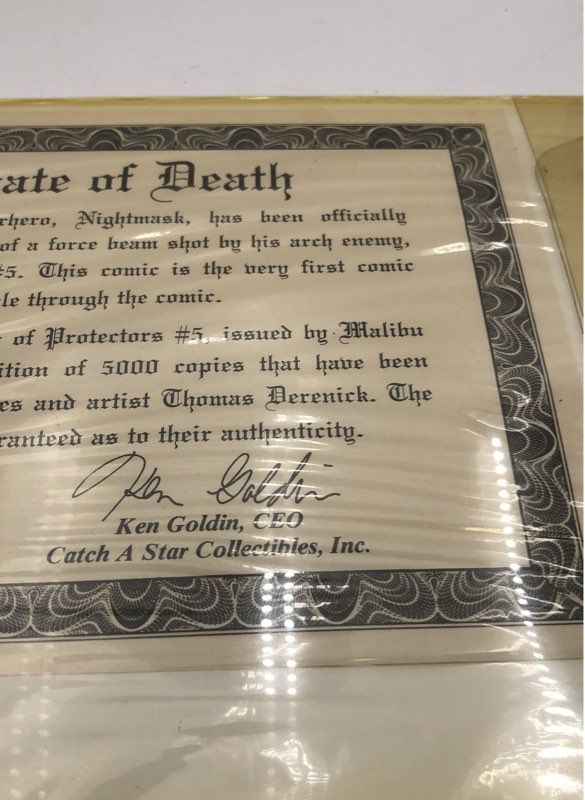 ate of Death
rhero, Nightmask, has been officially
of a force beam shot by his arch enemy,
#5. This comic is the very first comic
le through the comic.
of Protectors #5, issued by Malibu
ition of 5000 copies that have been
es and artist Thomas Derenick. The
ranteed as to their authenticity.
Ken Goldin
Ken Goldin, CEO
Catch A Star Collectibles, Inc.